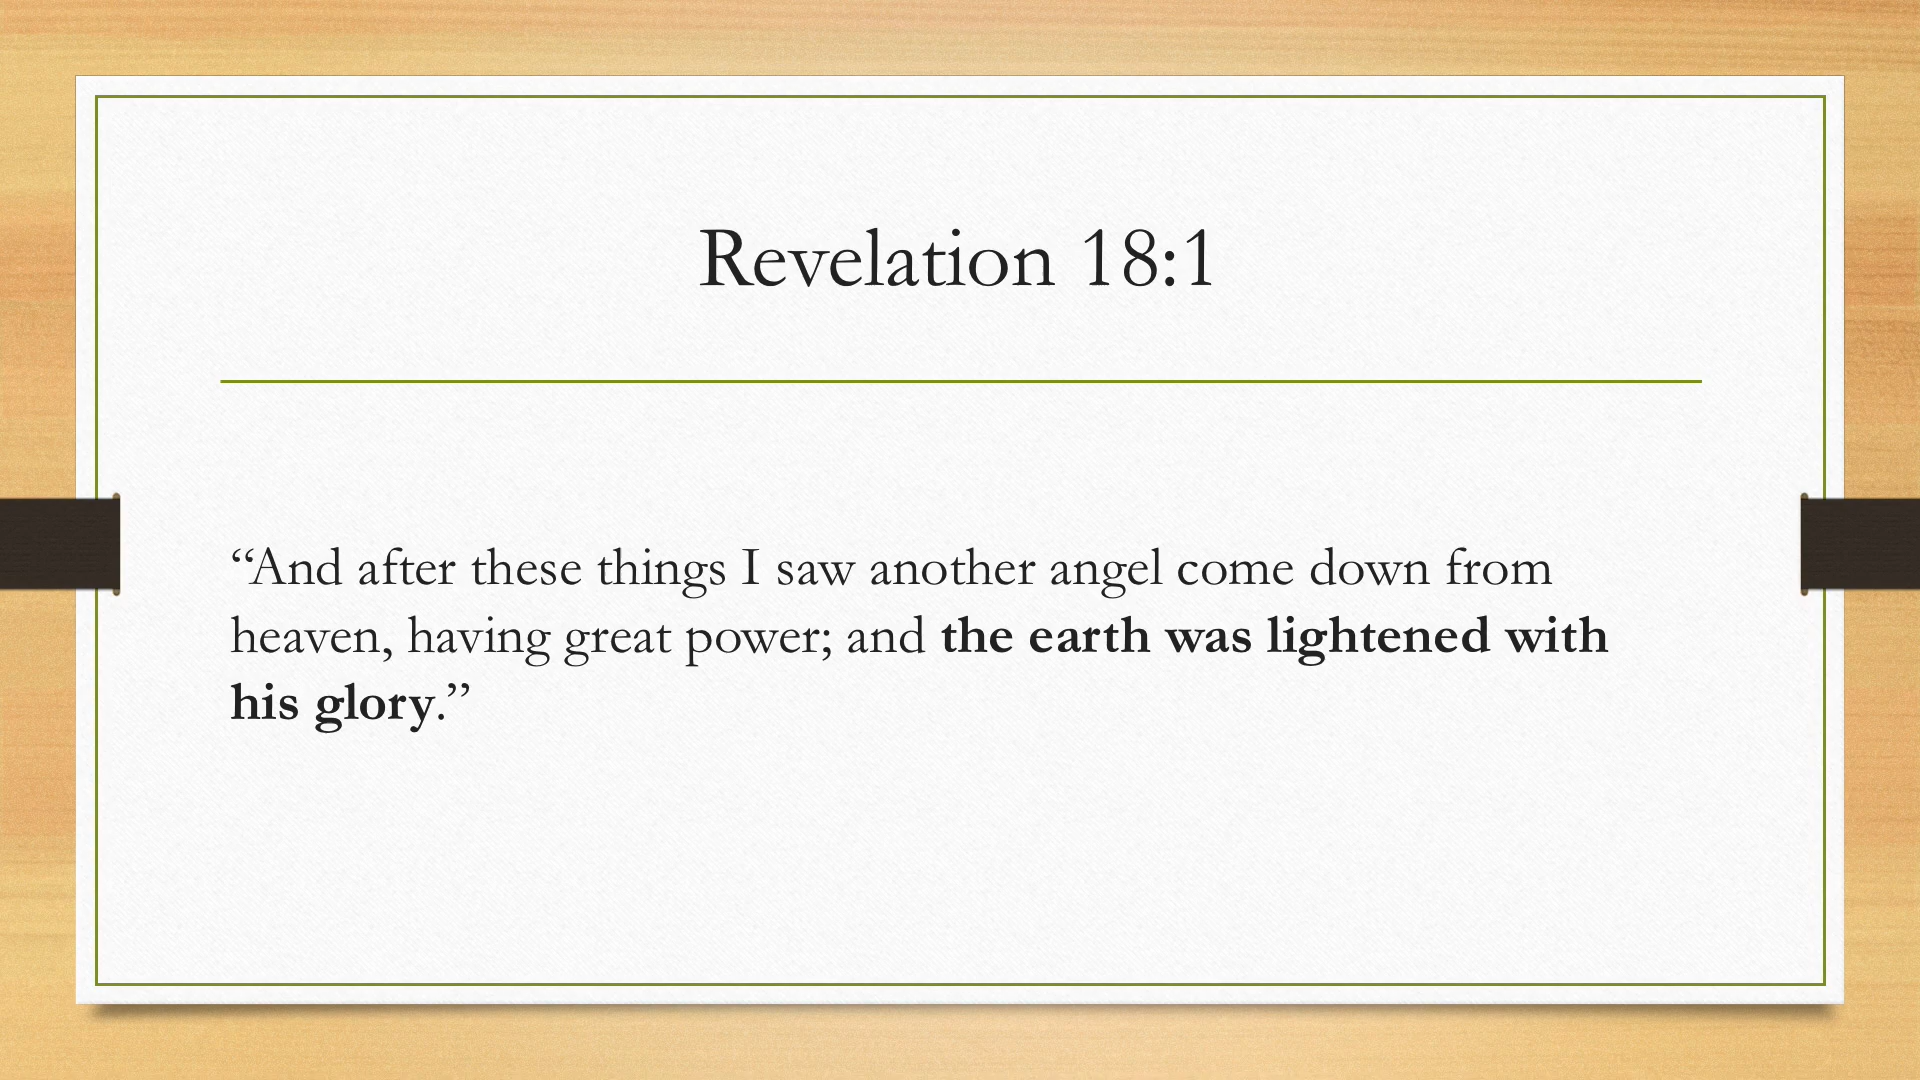 Revelation 18:1
“And after these things I saw another angel come down from
heaven, having great power; and the earth was lightened with
his glory.”